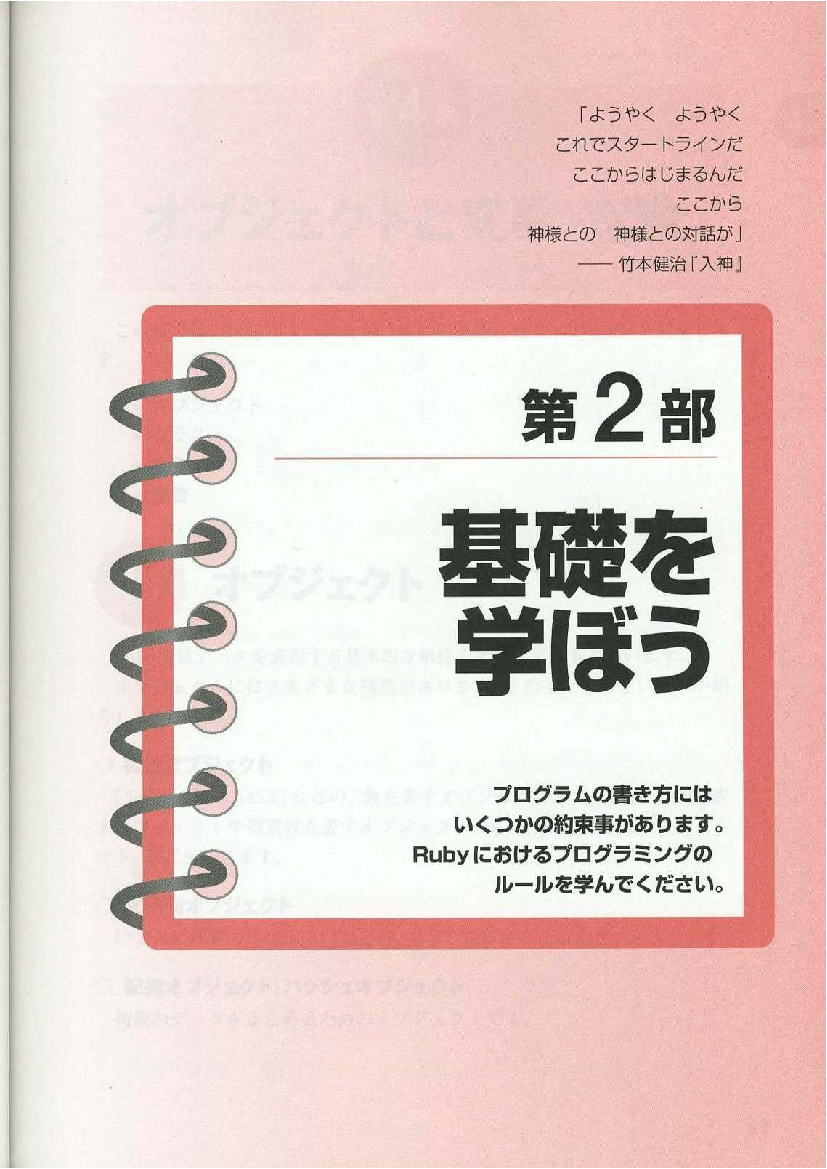 「ようやく　ようやく
これでスタートラインだ
ここからはじまるんだ
ここから
神様との　神様との対話が」
── 竹本健治『入神』
第2部
基礎を
学ぼう
プログラムの書き方には
いくつかの約束事があります。
Rubyにおけるプログラミングの
ルールを学んでください。